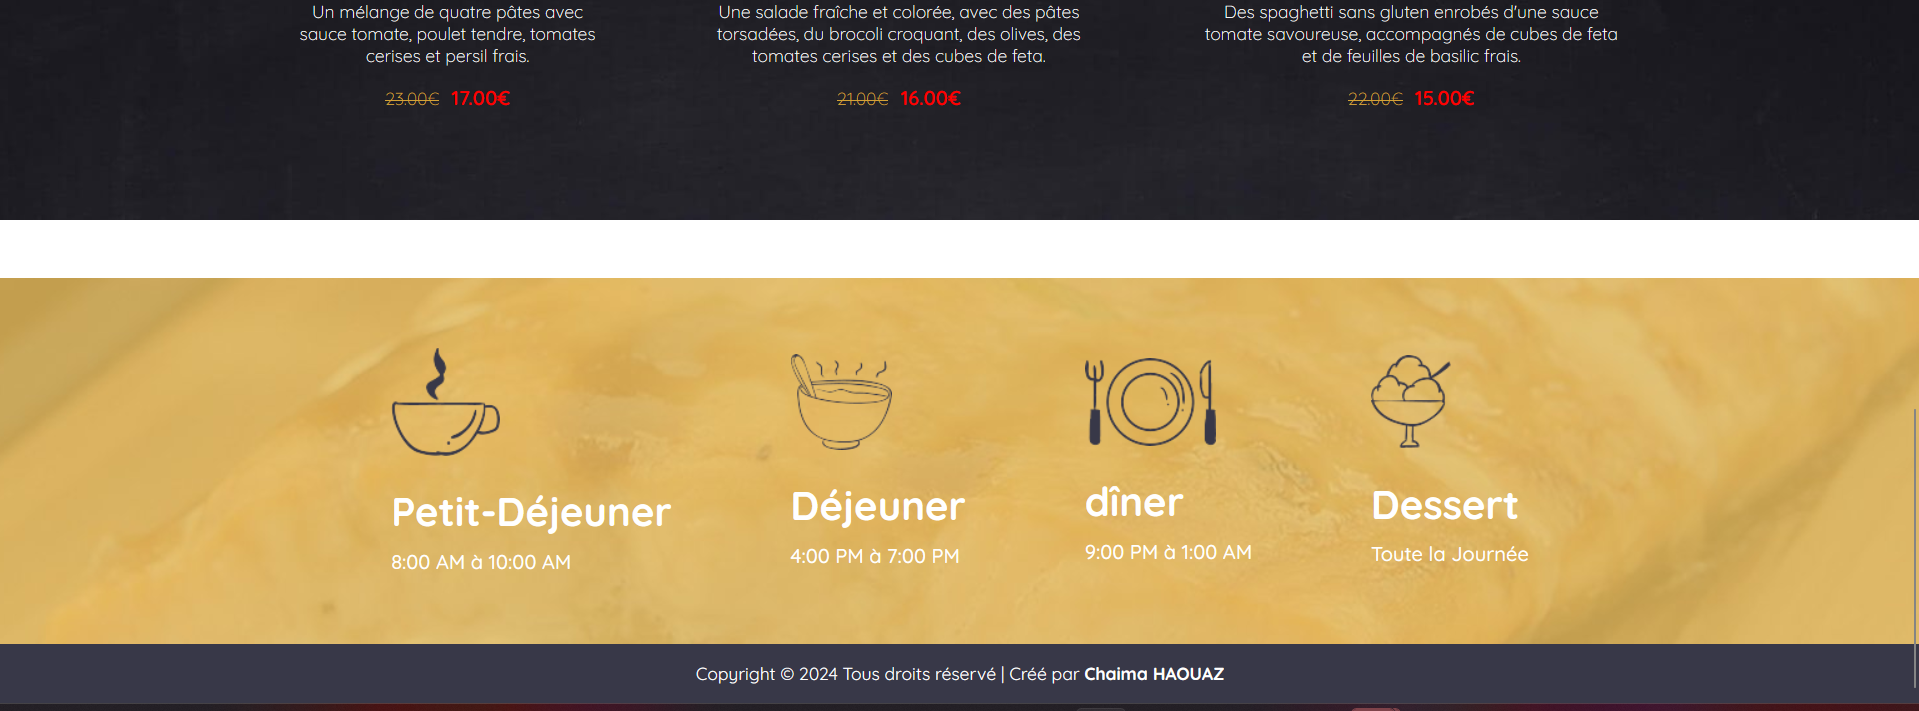 Un mélange de quatre pâtes avec
sauce tomate, poulet tendre, tomates
cerises et persil frais.
23.00€ 17.00€
Une salade fraîche et colorée, avec des pâtes
torsadées, du brocoli croquant, des olives, des
tomates cerises et des cubes de feta.
21.00€ 16.00€
Des spaghetti sans gluten enrobés d'une sauce
tomate savoureuse, accompagnés de cubes de feta
et de feuilles de basilic frais.
22.00€ 15.00€
Petit-Déjeuner
8:00 AM à 10:00 AM
Déjeuner
4:00 PM à 7:00 PM
dîner
9:00 PM à 1:00 AM
Dessert
Toute la Journée
Copyright © 2024 Tous droits réservé | Créé par Chaima HAOUAZ